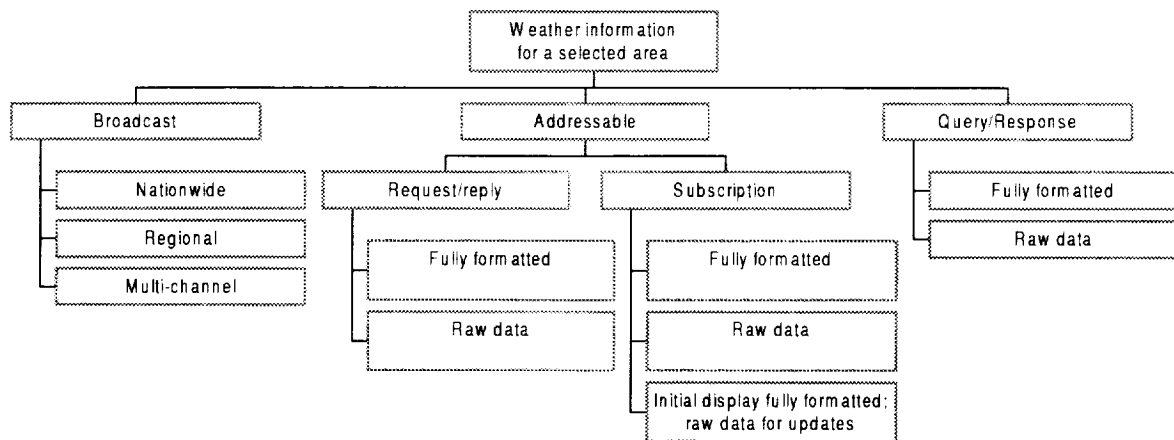 Weather information
for a selected area
Broadcast
Addressable
Query/Response
Nationwide
Regional
Multi-channel
Request/reply
Subscription
Fully formatted
Raw data
Fully formatted
Raw data
Initial display fully formatted;
raw data for updates
Fully formatted
Raw data